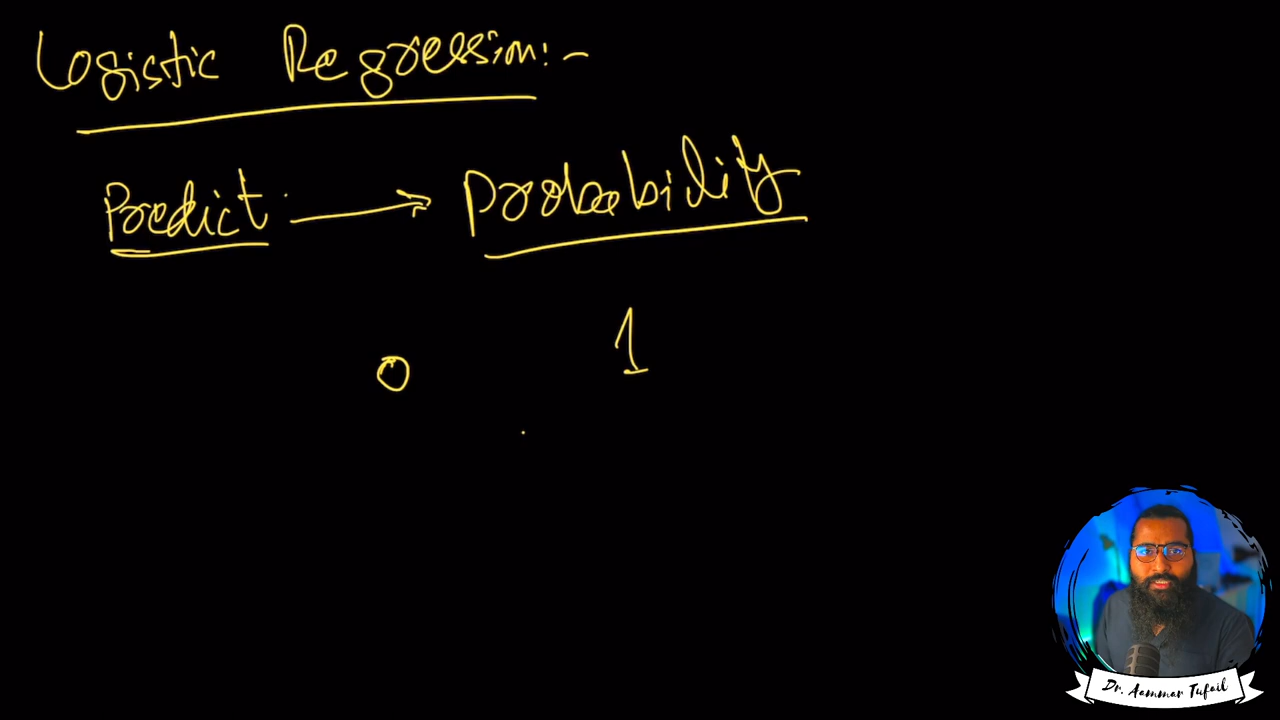 Logistic Regression:-
Predict → Probability
0 1
Dr. Aammar Tufail